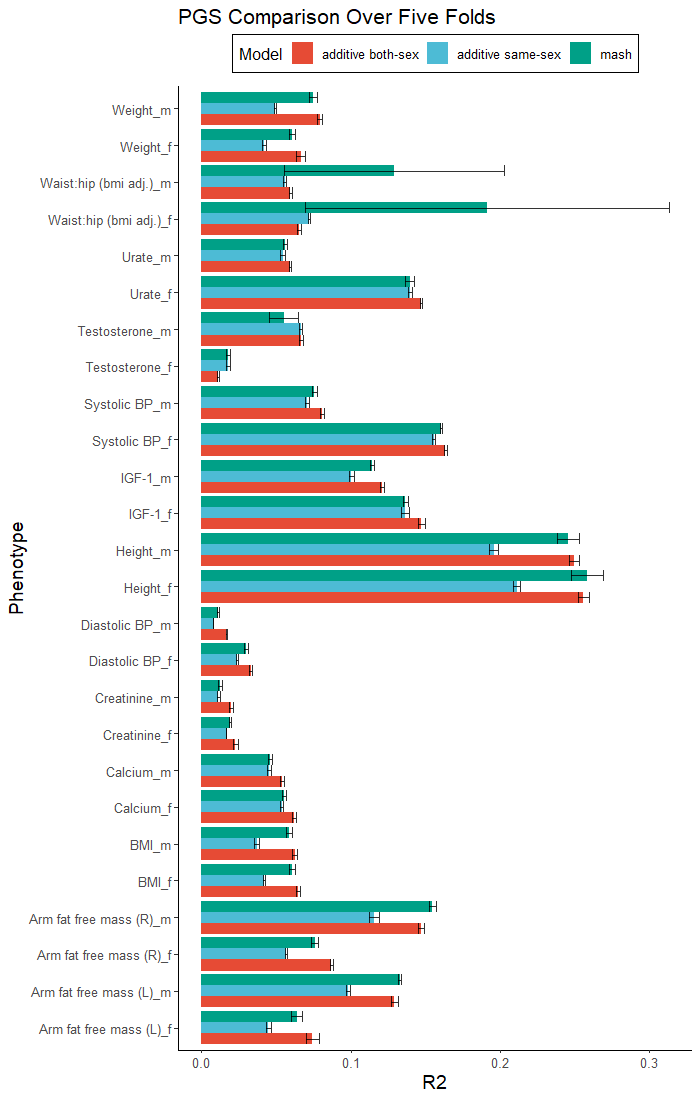 PGS Comparison Over Five Folds
Model additive both-sex additive same-sex mash
Weight_m
Weight_f
Waist:hip (bmi adj.)_m
Waist:hip (bmi adj.)_f
Urate_m
Urate_f
Testosterone_m
Testosterone_f
Systolic BP_m
Systolic BP_f
IGF-1_m
IGF-1_f
Height_m
Height_f
Diastolic BP_m
Diastolic BP_f
Creatinine_m
Creatinine_f
Calcium_m
Calcium_f
BMI_m
BMI_f
Arm fat free mass (R)_m
Arm fat free mass (R)_f
Arm fat free mass (L)_m
Arm fat free mass (L)_f
Phenotype
0.0 0.1 0.2 0.3
R2